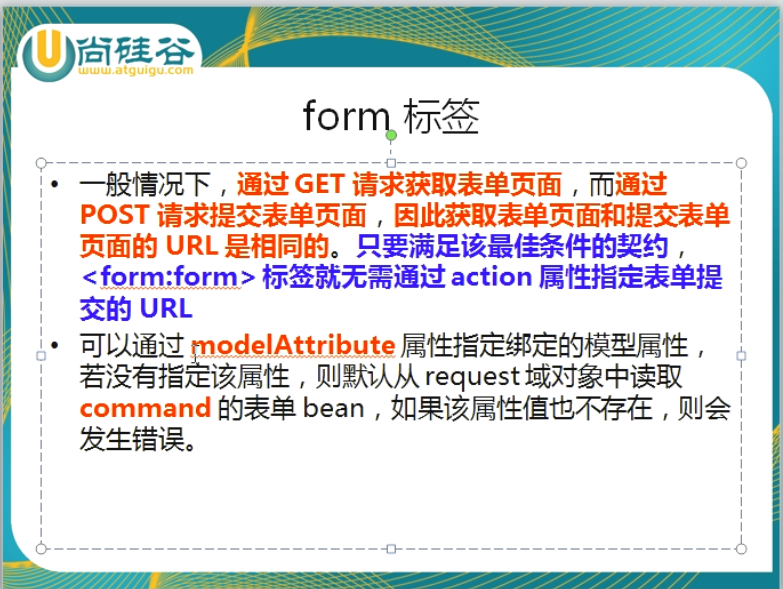 尚硅谷
www.atguigu.com
form 标签
• 一般情况下，通过 GET 请求获取表单页面，而通过
POST 请求提交表单页面，因此获取表单页面和提交表单
页面的 URL 是相同的。只要满足该最佳条件的契约，
<form:form> 标签就无需通过 action 属性指定表单提
交的 URL
• 可以通过 modelAttribute 属性指定绑定的模型属性，
若没有指定该属性，则默认从 request 域对象中读取
command 的表单 bean，如果该属性值也不存在，则会
发生错误。